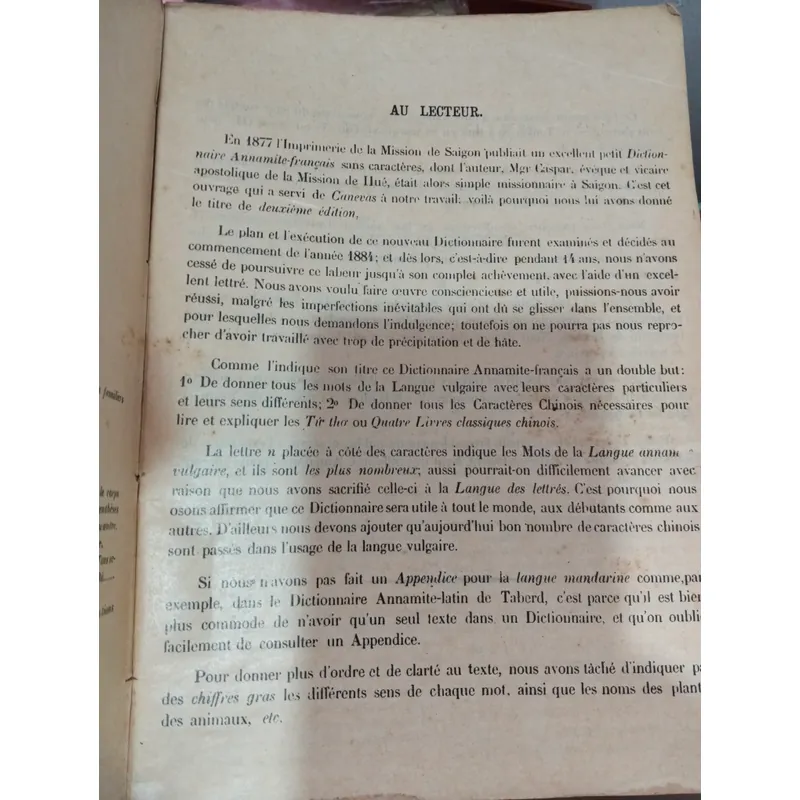 AU LECTEUR.
En 1877 l'Imprimerie de la Mission de Saigon publiait un excellent petit Diction-
naire Annamite-français sans caractères, dont l'auteur, Mgr Caspar, évêque et vicaire
apostolique de la Mission de Hué, était alors simple missionnaire à Saigon. C'est cet
ouvrage qui a servi de Canevas à notre travail: voilà pourquoi nous lui avons donné
le titre de deuxième édition,
Le plan et l'exécution de ce nouveau Dictionnaire furent examinés et décidés au
commencement de l'année 1884; et dès lors, c'est-à-dire pendant 14 ans, nous n'avons
cessé de poursuivre ce labeur jusqu'à son complet achèvement, avec l'aide d'un excel-
lent lettré. Nous avons voulu faire œuvre consciencieuse et utile, puissions-nous avoir
réussi, malgré les imperfections inévitables qui ont dû se glisser dans l'ensemble, et
pour lesquelles nous demandons l'indulgence; toutefois on ne pourra pas nous repro-
cher d'avoir travaillé avec trop de précipitation et de hâte.
Comme l'indique son titre ce Dictionnaire Annamite-français a un double but:
1º De donner tous les mots de la Langue vulgaire avec leurs caractères particuliers
et leurs sens différents; 2º De donner tous les Caractères Chinois nécessaires pour
lire et expliquer les Tứ thơ ou Quatre Livres classiques chinois.
La lettre n placée à côté des caractères indique les Mots de la Langue annam
vulgaire, et ils sont les plus nombreux; aussi pourrait-on difficilement avancer avec
raison que nous avons sacrifié celle-ci à la Langue des lettrés. C'est pourquoi nous
osons affirmer que ce Dictionnaire sera utile à tout le monde, aux débutants comme aux
autres. D'ailleurs nous devons ajouter qu'aujourd'hui bon nombre de caractères chinois
sont passés dans l'usage de la langue vulgaire.
Si nous n'avons pas fait un Appendice pour la langue mandarine comme, par
exemple, dans le Dictionnaire Annamite-latin de Taberd, c'est parce qu'il est bien
plus commode de n'avoir qu'un seul texte dans un Dictionnaire, et qu'on oublie
facilement de consulter un Appendice.
Pour donner plus d'ordre et de clarté au texte, nous avons tâché d'indiquer pa
des chiffres gras les différents sens de chaque mot, ainsi que les noms des plant
des animaux, etc.
familiers
le corps